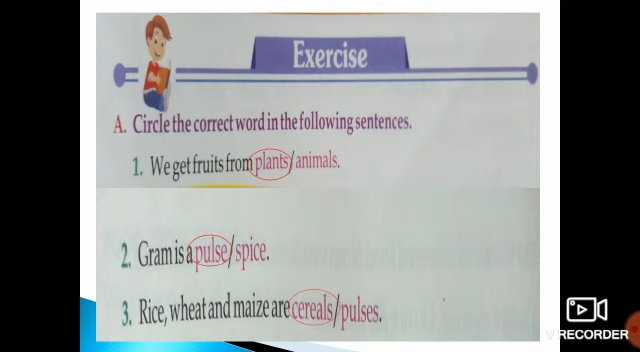 Exercise
A. Circle the correct word in the following sentences.
1. We get fruits from plants/animals.
2. Gram is a pulse/spice.
3. Rice, wheat and maize are cereals/pulses.
V RECORDER